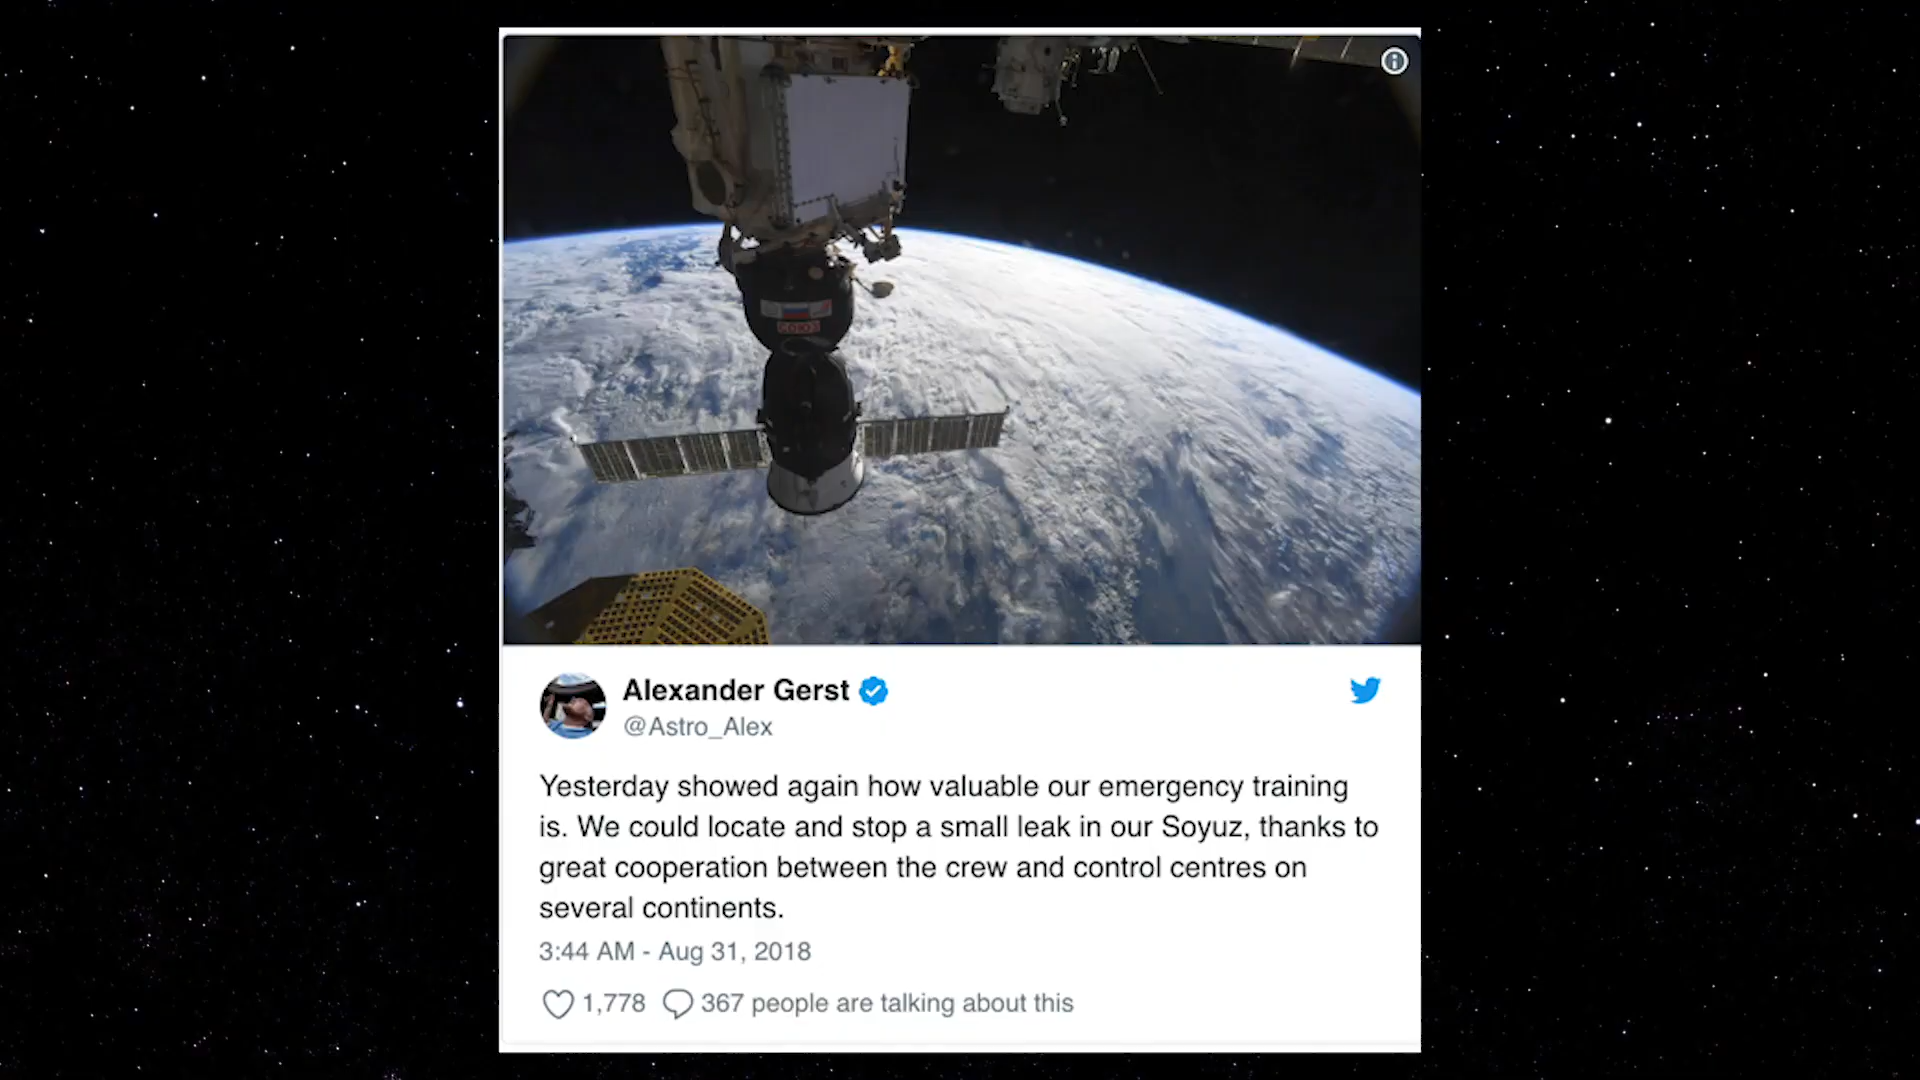 СОЮЗ
Alexander Gerst
@Astro_Alex
Yesterday showed again how valuable our emergency training
is. We could locate and stop a small leak in our Soyuz, thanks to
great cooperation between the crew and control centres on
several continents.
3:44 AM - Aug 31, 2018
1,778 367 people are talking about this